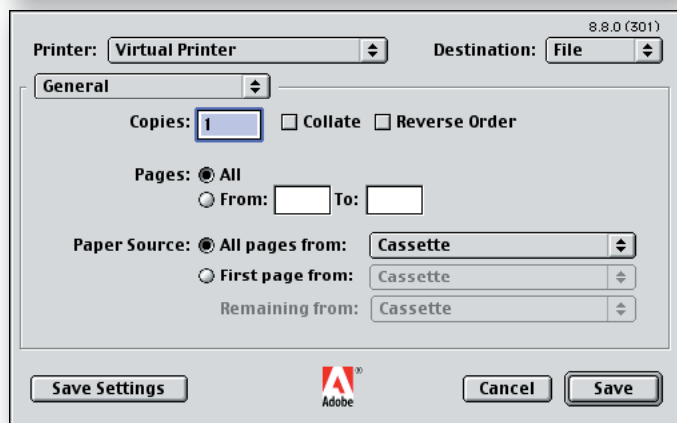 8.8.0 (301)
Printer: Virtual Printer Destination: File
General
Copies: 1 Collate Reverse Order
Pages: All
From: To:
Paper Source: All pages from: Cassette
First page from: Cassette
Remaining from: Cassette
Save Settings Adobe® Cancel Save